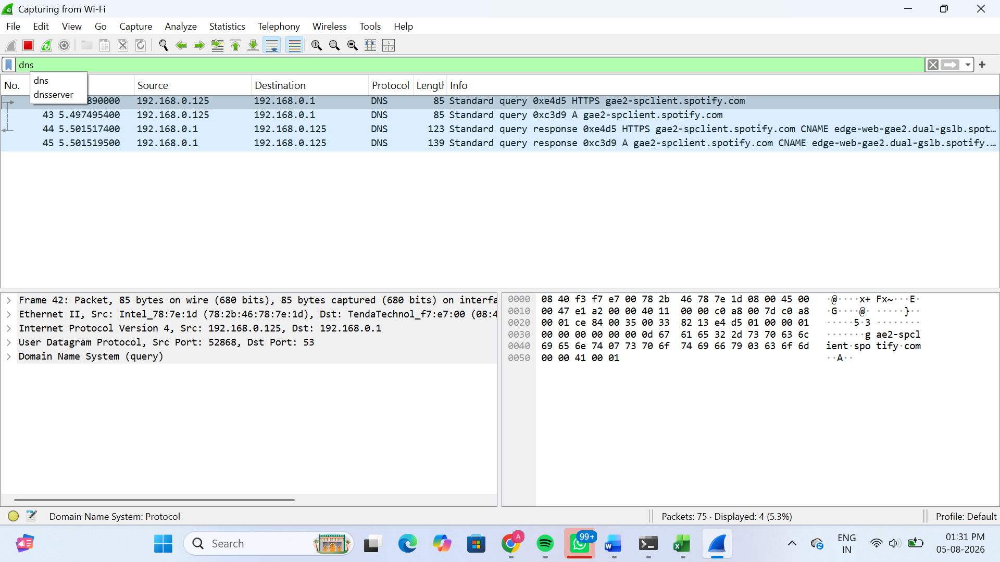 Capturing from Wi-Fi
File Edit View Go Capture Analyze Statistics Telephony Wireless Tools Help
dns
dns
dnsserver
No. Source Destination Protocol Length Info
890000 192.168.0.125 192.168.0.1 DNS 85 Standard query 0xe4d5 HTTPS gae2-spclient.spotify.com
43 5.497495400 192.168.0.125 192.168.0.1 DNS 85 Standard query 0xc3d9 A gae2-spclient.spotify.com
44 5.501517400 192.168.0.1 192.168.0.125 DNS 123 Standard query response 0xe4d5 HTTPS gae2-spclient.spotify.com CNAME edge-web-gae2.dual-gslb.spot…
45 5.501519500 192.168.0.1 192.168.0.125 DNS 139 Standard query response 0xc3d9 A gae2-spclient.spotify.com CNAME edge-web-gae2.dual-gslb.spotify.…
Frame 42: Packet, 85 bytes on wire (680 bits), 85 bytes captured (680 bits) on interfa
Ethernet II, Src: Intel_78:7e:1d (78:2b:46:78:7e:1d), Dst: TendaTechnol_f7:e7:00 (08:4
Internet Protocol Version 4, Src: 192.168.0.125, Dst: 192.168.0.1
User Datagram Protocol, Src Port: 52868, Dst Port: 53
Domain Name System (query)
0000 08 40 f3 f7 e7 00 78 2b 46 78 7e 1d 08 00 45 00 ·@····x+ Fx~···E·
0010 00 47 e1 a2 00 00 40 11 00 00 c0 a8 00 7d c0 a8 ·G····@· ·····}··
0020 00 01 ce 84 00 35 00 33 82 13 e4 d5 01 00 00 01 ·····5·3 ········
0030 00 00 00 00 00 00 0d 67 61 65 32 2d 73 70 63 6c ·······g ae2-spcl
0040 69 65 6e 74 07 73 70 6f 74 69 66 79 03 63 6f 6d ient·spo tify·com
0050 00 00 41 00 01 ··A··
Domain Name System: Protocol
Packets: 75 · Displayed: 4 (5.3%)
Profile: Default
Search
A
99+
ENG
IN
01:31 PM
05-08-2026